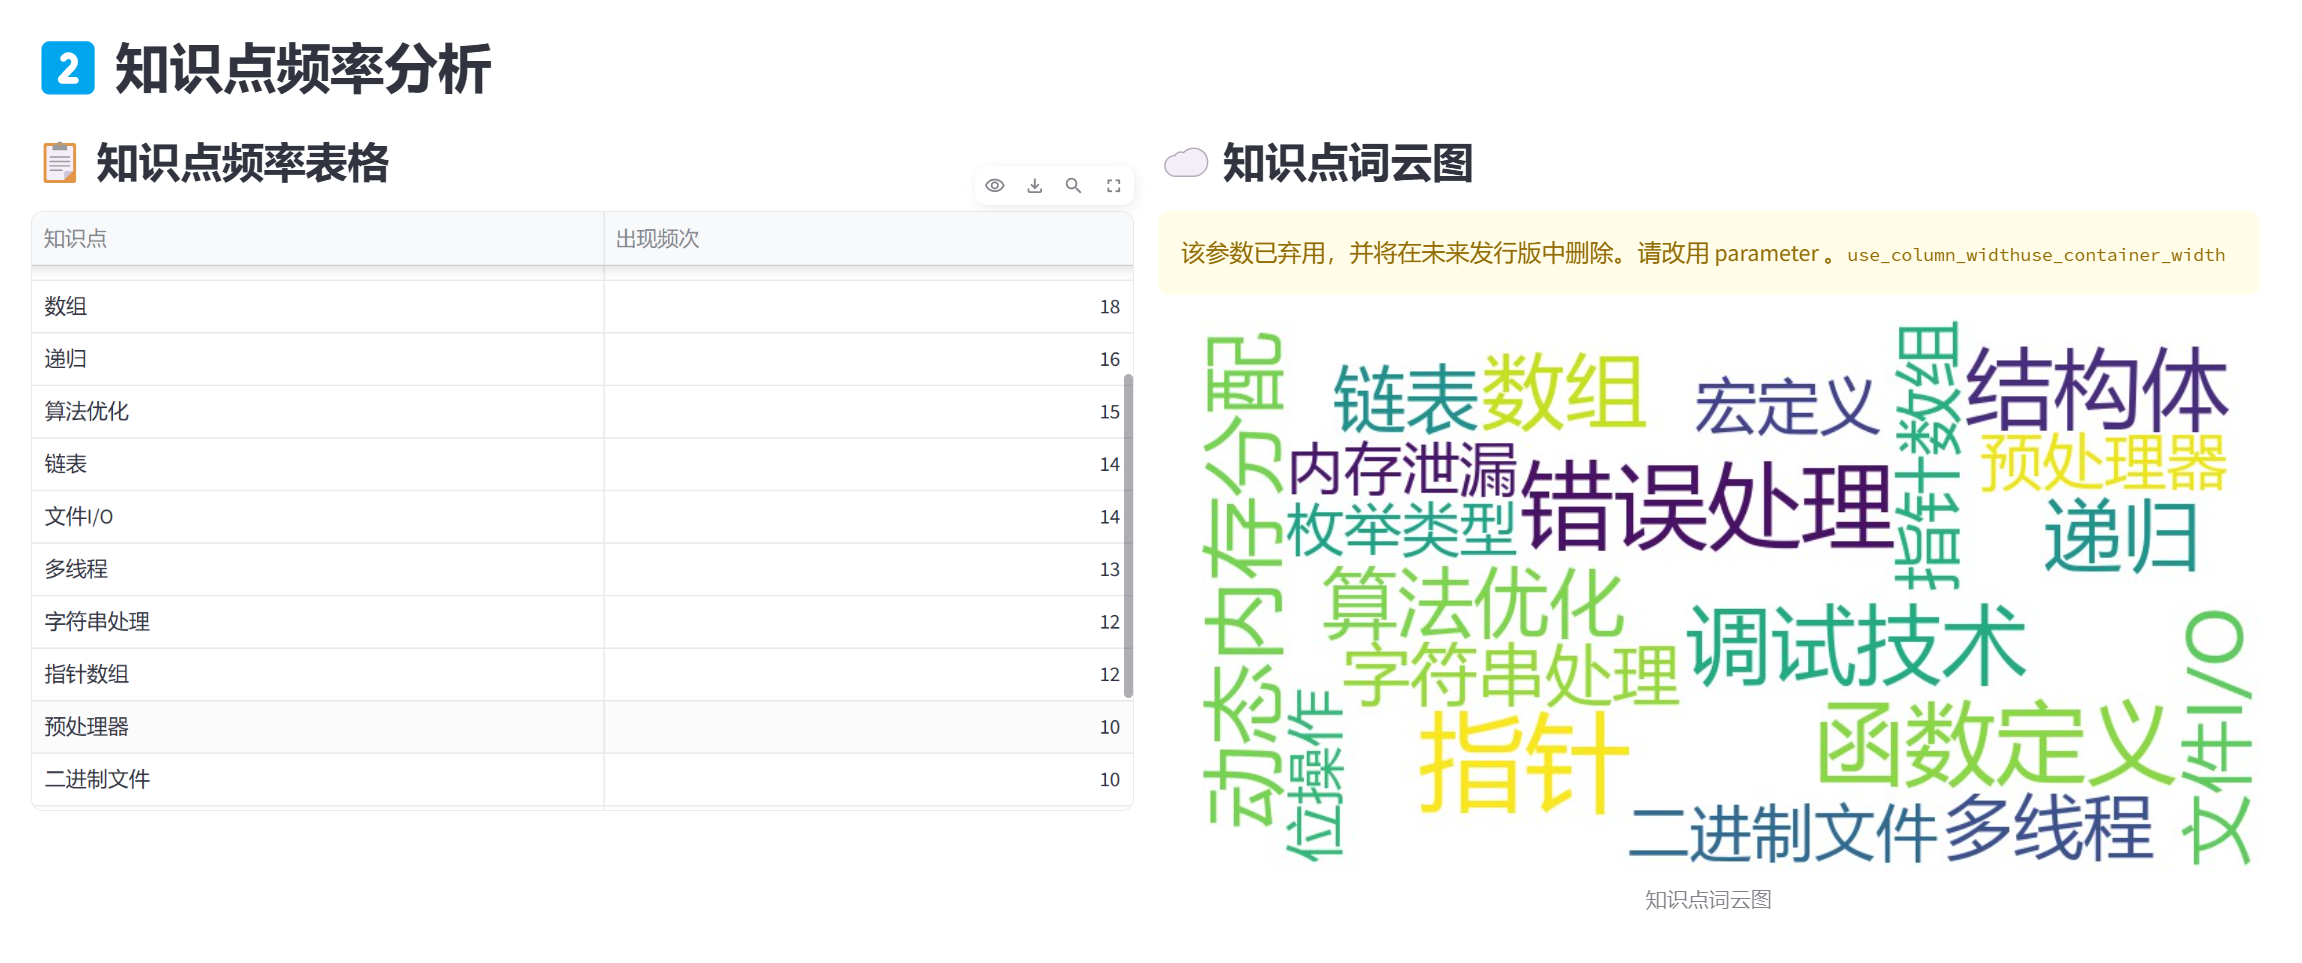 2 知识点频率分析
知识点频率表格
知识点 出现频次
数组 18
递归 16
算法优化 15
链表 14
文件I/O 14
多线程 13
字符串处理 12
指针数组 12
预处理器 10
二进制文件 10
知识点词云图
该参数已弃用，并将在未来发行版中删除。请改用 parameter 。use_column_widthuse_container_width
动态内存分配
链表
数组
宏定义
指针数组
结构体
内存泄漏
错误处理
预处理器
枚举类型
递归
算法优化
调试技术
字符串处理
位操作
指针
函数定义
文件I/O
二进制文件
多线程
知识点词云图